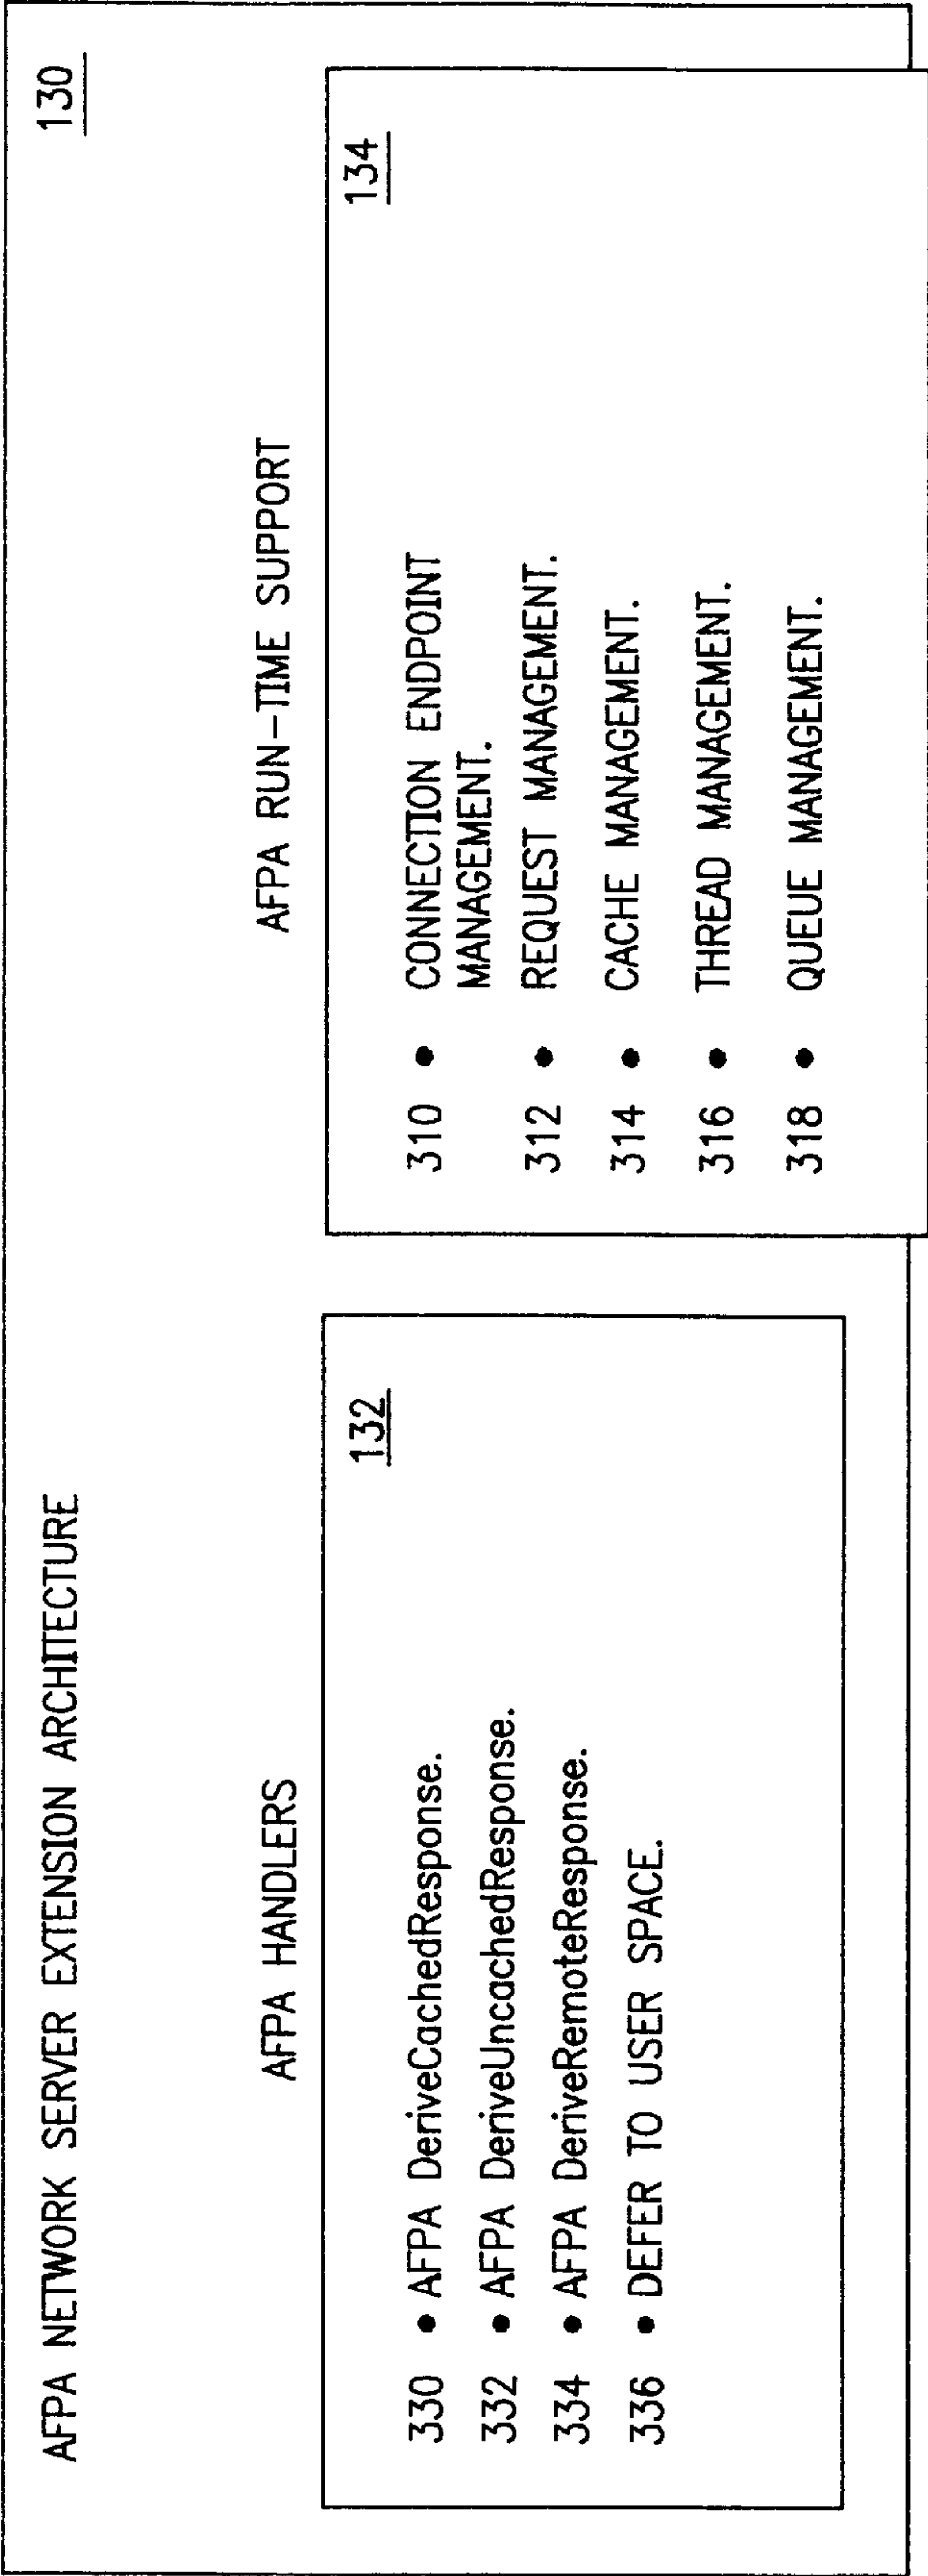 AFPA NETWORK SERVER EXTENSION ARCHITECTURE
130
AFPA HANDLERS
132
330 • AFPA DeriveCachedResponse.
332 • AFPA DeriveUncachedResponse.
334 • AFPA DeriveRemoteResponse.
336 • DEFER TO USER SPACE.
AFPA RUN-TIME SUPPORT
134
310 • CONNECTION ENDPOINT
MANAGEMENT.
312 • REQUEST MANAGEMENT.
314 • CACHE MANAGEMENT.
316 • THREAD MANAGEMENT.
318 • QUEUE MANAGEMENT.